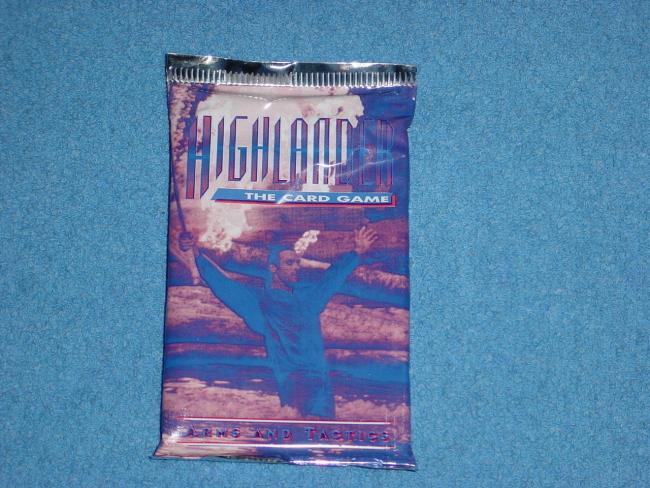 HIGHLANDER
THE CARD GAME
ARMS AND TACTICS